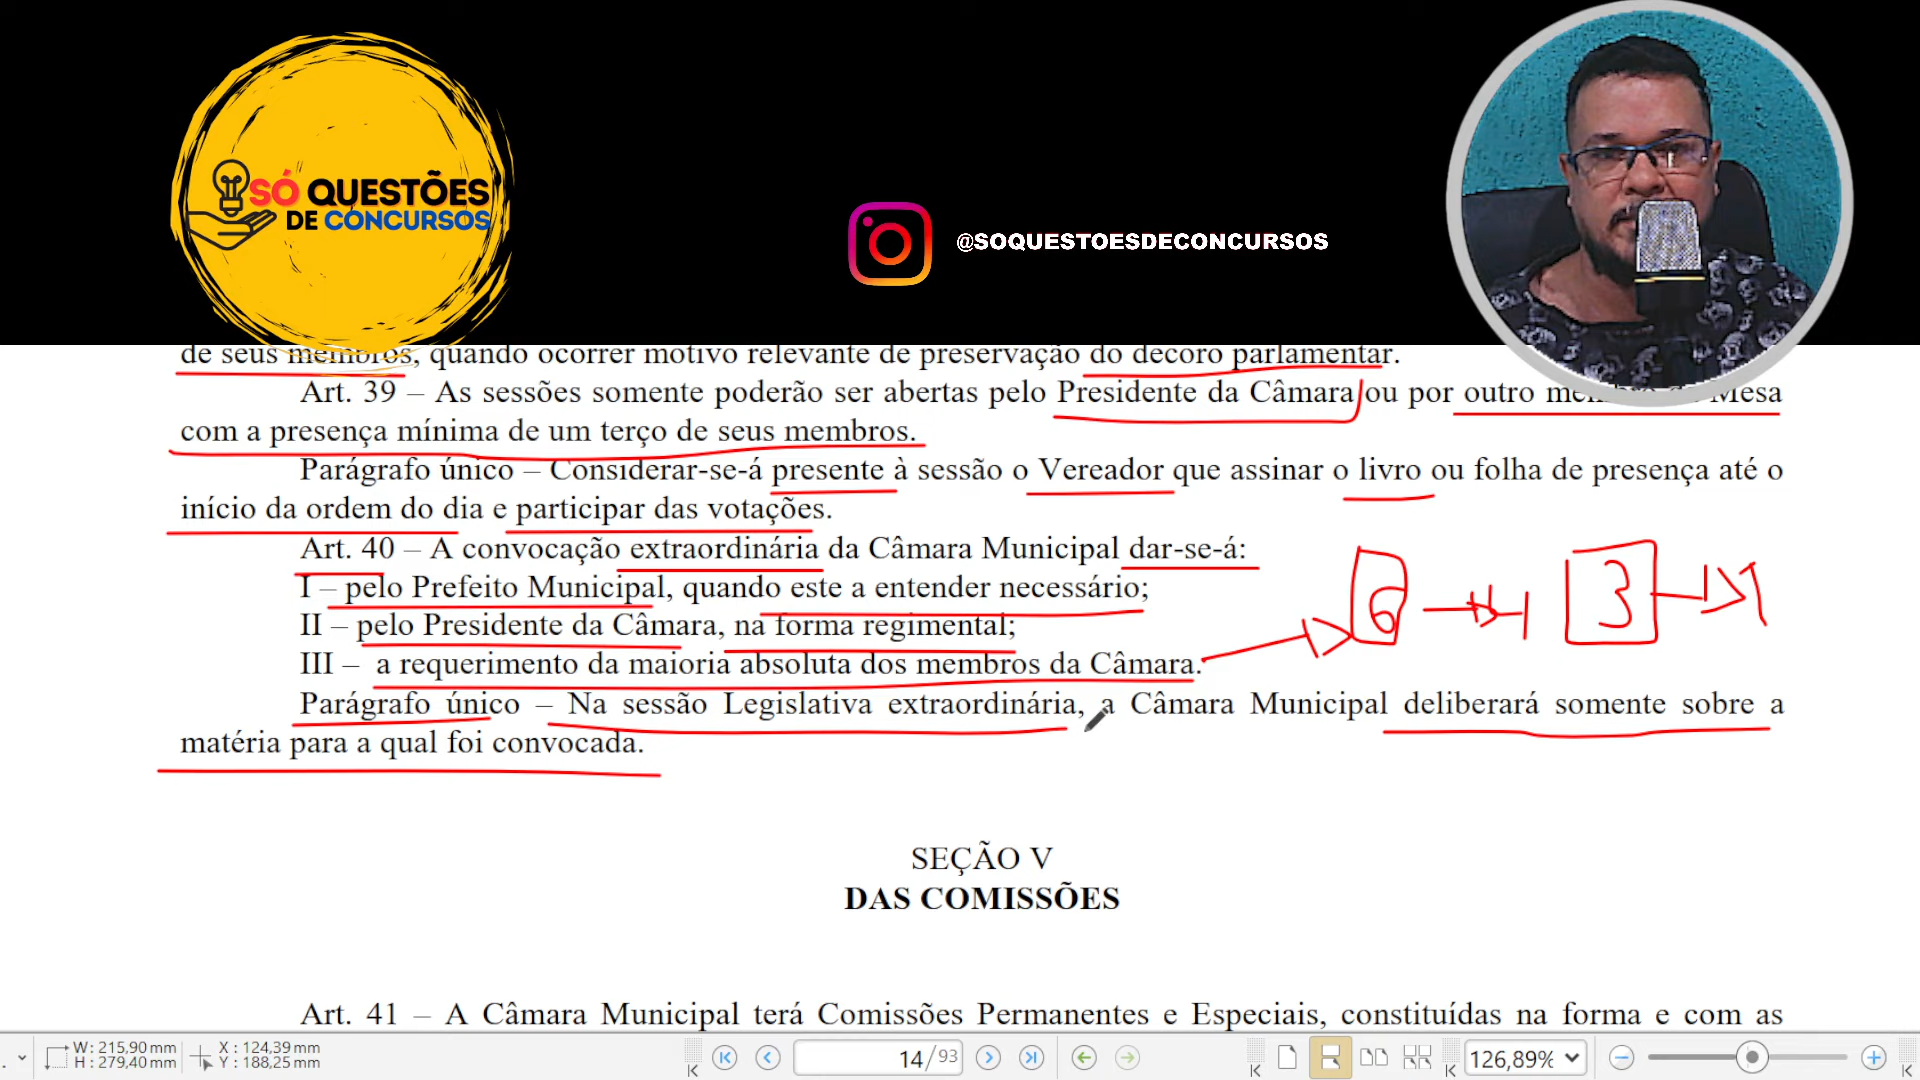 SÓ QUESTÕES
DE CONCURSOS
@SOQUESTOESDECONCURSOS
de seus membros, quando ocorrer motivo relevante de preservação do decoro parlamentar.
Art. 39 – As sessões somente poderão ser abertas pelo Presidente da Câmara ou por outro membro da Mesa
com a presença mínima de um terço de seus membros.
Parágrafo único – Considerar-se-á presente à sessão o Vereador que assinar o livro ou folha de presença até o
início da ordem do dia e participar das votações.
Art. 40 – A convocação extraordinária da Câmara Municipal dar-se-á:
I – pelo Prefeito Municipal, quando este a entender necessário;
II – pelo Presidente da Câmara, na forma regimental;
III – a requerimento da maioria absoluta dos membros da Câmara.
6 3
Parágrafo único – Na sessão Legislativa extraordinária, a Câmara Municipal deliberará somente sobre a
matéria para a qual foi convocada.
SEÇÃO V
DAS COMISSÕES
Art. 41 – A Câmara Municipal terá Comissões Permanentes e Especiais, constituídas na forma e com as
W: 215,90 mm X: 124,39 mm
H: 279,40 mm Y: 188,25 mm
14/93
126,89%